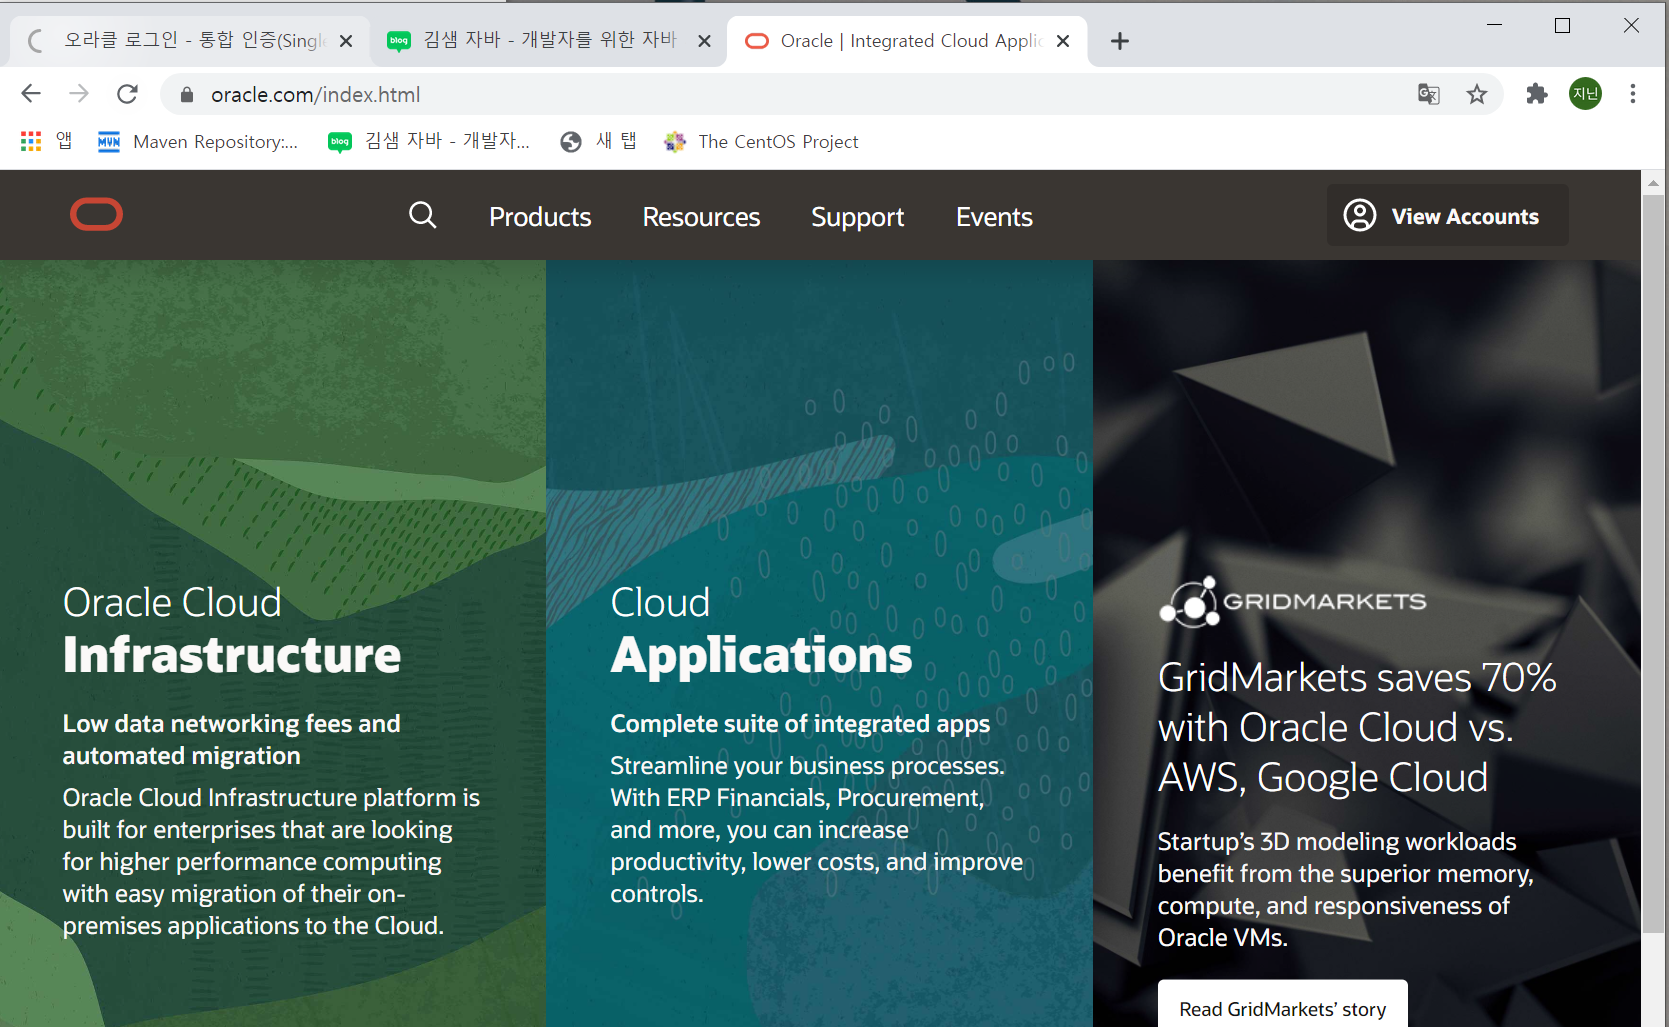 오라클 로그인 - 통합 인증(Single
김샘 자바 - 개발자를 위한 자바
Oracle | Integrated Cloud Applic
oracle.com/index.html
지닌
앱
MVN
Maven Repository:...
blog
김샘 자바 - 개발자...
새 탭
The CentOS Project
Products
Resources
Support
Events
View Accounts
Oracle Cloud
Infrastructure
Low data networking fees and
automated migration
Oracle Cloud Infrastructure platform is
built for enterprises that are looking
for higher performance computing
with easy migration of their on-
premises applications to the Cloud.
Cloud
Applications
Complete suite of integrated apps
Streamline your business processes.
With ERP Financials, Procurement,
and more, you can increase
productivity, lower costs, and improve
controls.
GRIDMARKETS
GridMarkets saves 70%
with Oracle Cloud vs.
AWS, Google Cloud
Startup’s 3D modeling workloads
benefit from the superior memory,
compute, and responsiveness of
Oracle VMs.
Read GridMarkets’ story